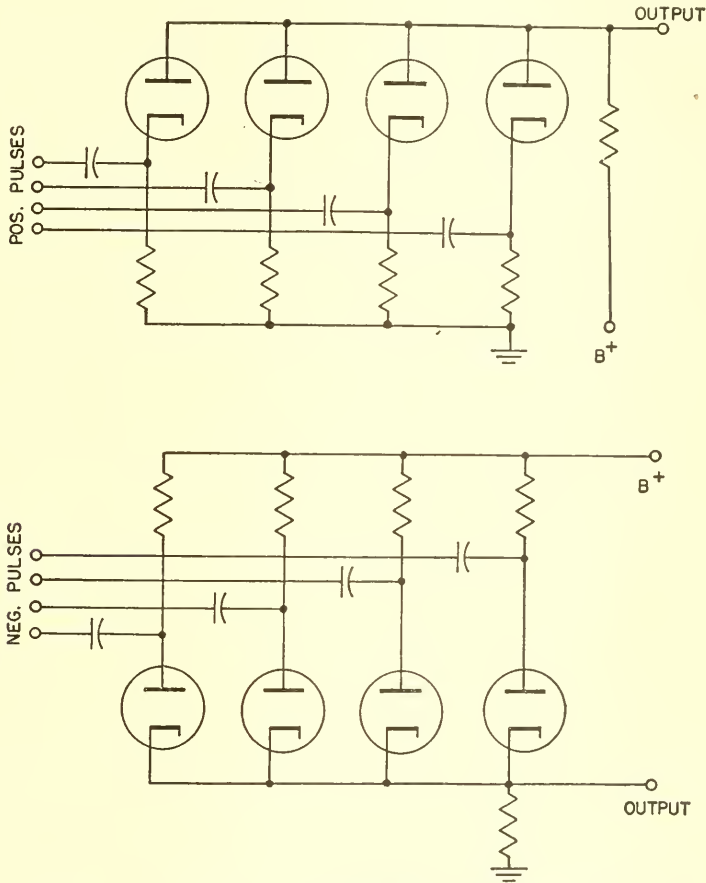 OUTPUT
POS. PULSES
B+
B+
NEG. PULSES
OUTPUT